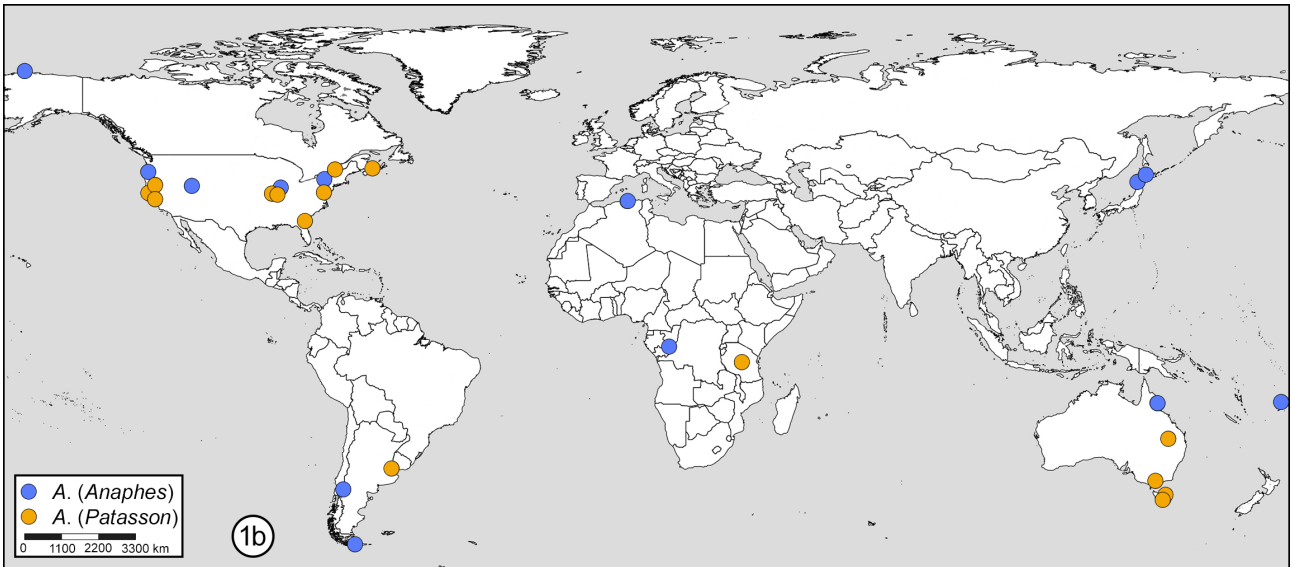 A. (Anaphes)
A. (Patasson)
0 1100 2200 3300 km
1b